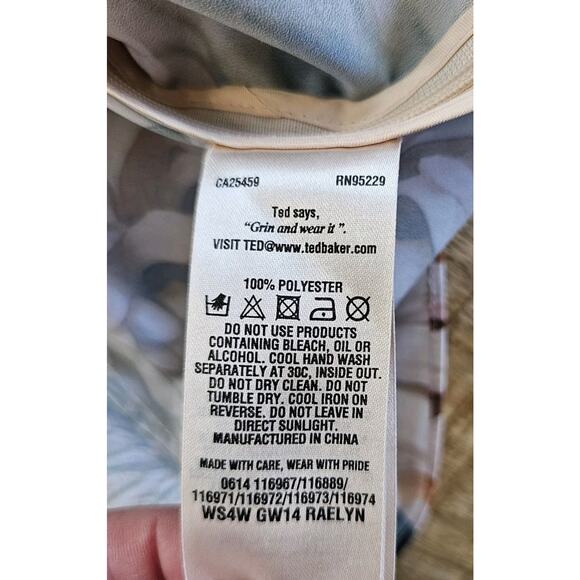 CA25459 RN95229
Ted says,
"Grin and wear it".
VISIT TED@www.tedbaker.com
100% POLYESTER
DO NOT USE PRODUCTS
CONTAINING BLEACH, OIL OR
ALCOHOL. COOL HAND WASH
SEPARATELY AT 30C, INSIDE OUT.
DO NOT DRY CLEAN. DO NOT
TUMBLE DRY. COOL IRON ON
REVERSE. DO NOT LEAVE IN
DIRECT SUNLIGHT.
MANUFACTURED IN CHINA
MADE WITH CARE, WEAR WITH PRIDE
0614 116967/116889/
116971/116972/116973/116974
WS4W GW14 RAELYN